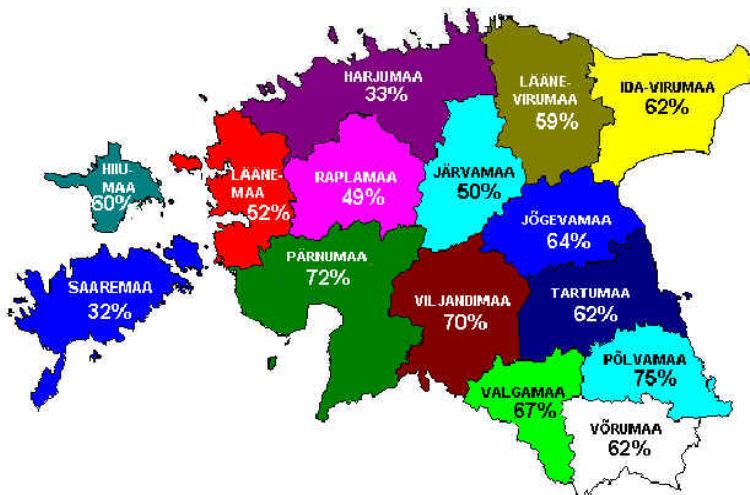 HARJUMAA
33%
LÄÄNE-
VIRUMAA
59%
IDA-VIRUMAA
62%
HIIU-
MAA
60%
LÄÄNE-
MAA
52%
RAPLAMAA
49%
JÄRVAMAA
50%
JÕGEVAMAA
64%
SAAREMAA
32%
PÄRNUMAA
72%
VILJANDIMAA
70%
TARTUMAA
62%
PÕLVAMAA
75%
VALGAMAA
67%
VÕRUMAA
62%